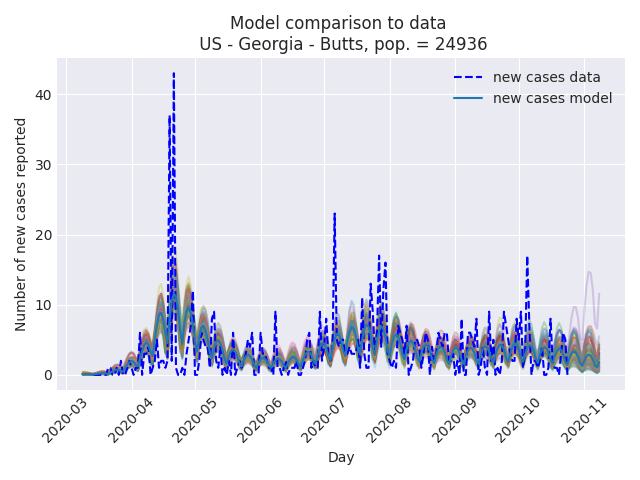 Model comparison to data
US - Georgia - Butts, pop. = 24936
new cases data
new cases model
Number of new cases reported
40
30
20
10
0
2020-03
2020-04
2020-05
2020-06
2020-07
2020-08
2020-09
2020-10
2020-11
Day